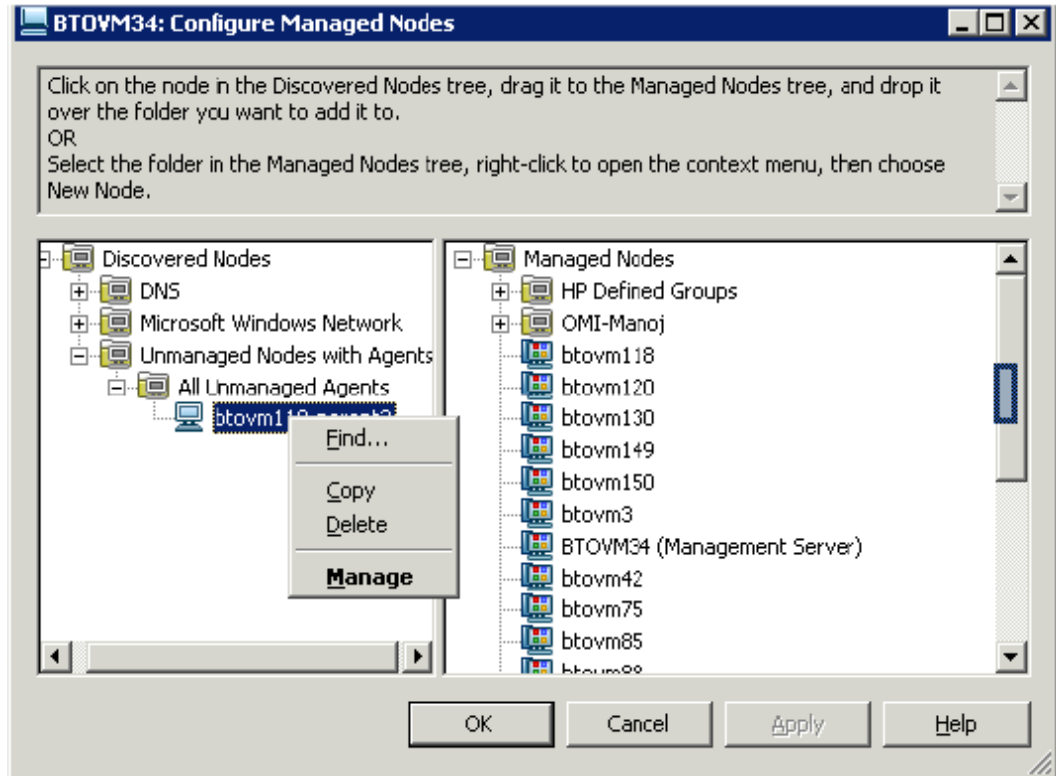 BTOVM34: Configure Managed Nodes
Click on the node in the Discovered Nodes tree, drag it to the Managed Nodes tree, and drop it
over the folder you want to add it to.
OR
Select the folder in the Managed Nodes tree, right-click to open the context menu, then choose
New Node.
Discovered Nodes
DNS
Microsoft Windows Network
Unmanaged Nodes with Agents
All Unmanaged Agents
Find...
Copy
Delete
Manage
Managed Nodes
HP Defined Groups
OMI-Manoj
btovm118
btovm120
btovm130
btovm149
btovm150
btovm3
BTOVM34 (Management Server)
btovm42
btovm75
btovm85
OK
Cancel
Apply
Help